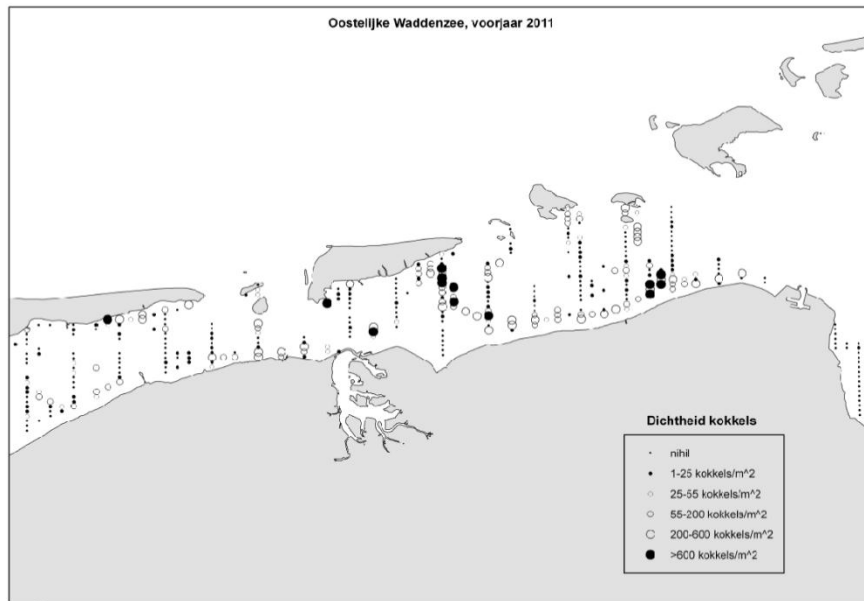 Oostelijke Waddenzee, voorjaar 2011
Dichtheid kokkels
nihil
1-25 kokkels/m^2
25-55 kokkels/m^2
55-200 kokkels/m^2
200-600 kokkels/m^2
>600 kokkels/m^2